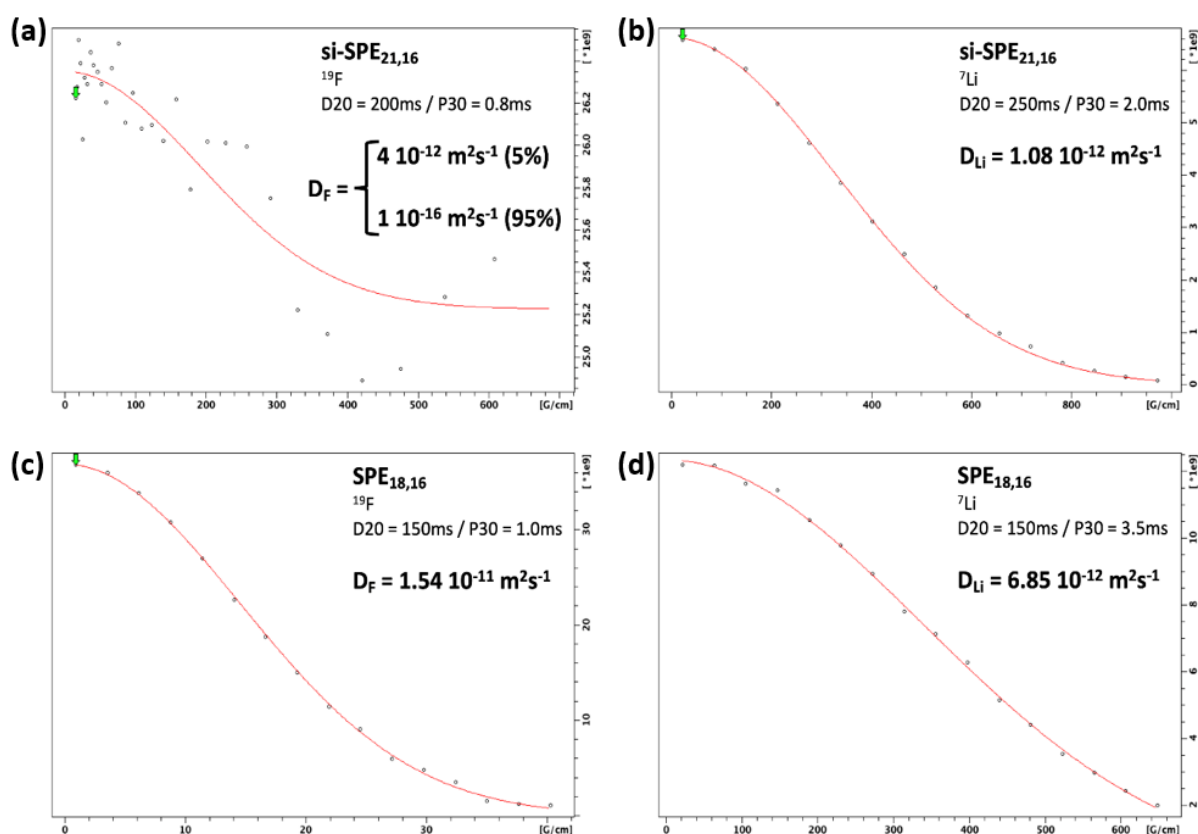 (a)
si-SPE21,16
19F
D20 = 200ms / P30 = 0.8ms
DF =
4 10-12 m2s-1 (5%)
1 10-16 m2s-1 (95%)
[ *1e9]
26.2
26.0
25.8
25.6
25.4
25.2
25.0
0 100 200 300 400 500 600 [G/cm]
(b)
si-SPE21,16
7Li
D20 = 250ms / P30 = 2.0ms
DLi = 1.08 10-12 m2s-1
[ *1e9]
5
4
3
2
1
0
0 200 400 600 800 [G/cm]
(c)
SPE18,16
19F
D20 = 150ms / P30 = 1.0ms
DF = 1.54 10-11 m2s-1
[ *1e9]
30
20
10
0 10 20 30 [G/cm]
(d)
SPE18,16
7Li
D20 = 150ms / P30 = 3.5ms
DLi = 6.85 10-12 m2s-1
[ *1e9]
10
8
6
4
2
0 100 200 300 400 500 600 [G/cm]